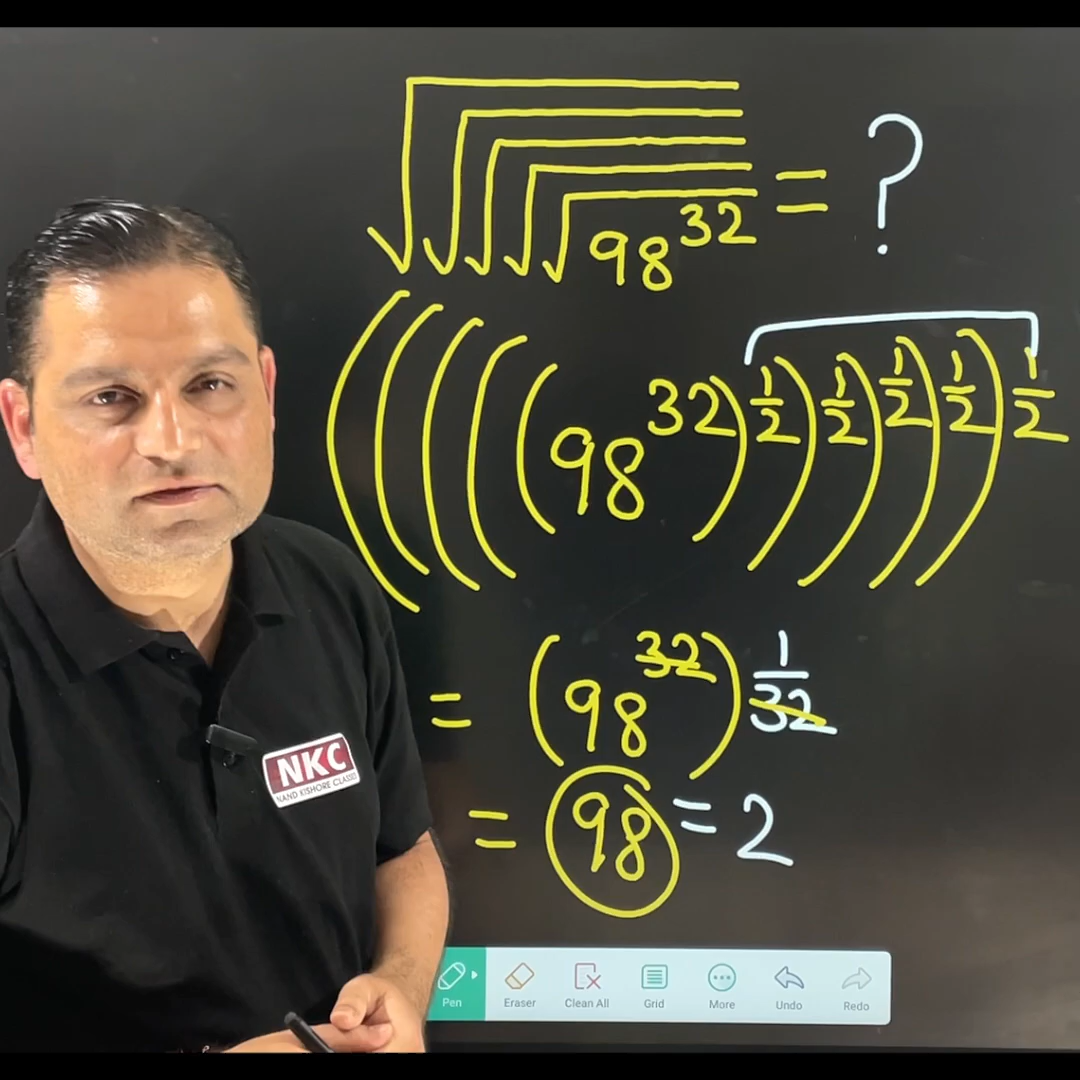 √√√√√98³² = ?
(((((98³²)^½)^½)^½)^½)^½
= (98³²)^1/32
= 98 = 2
NKC
NAND KISHORE CLASSES
Pen Eraser Clean All Grid More Undo Redo